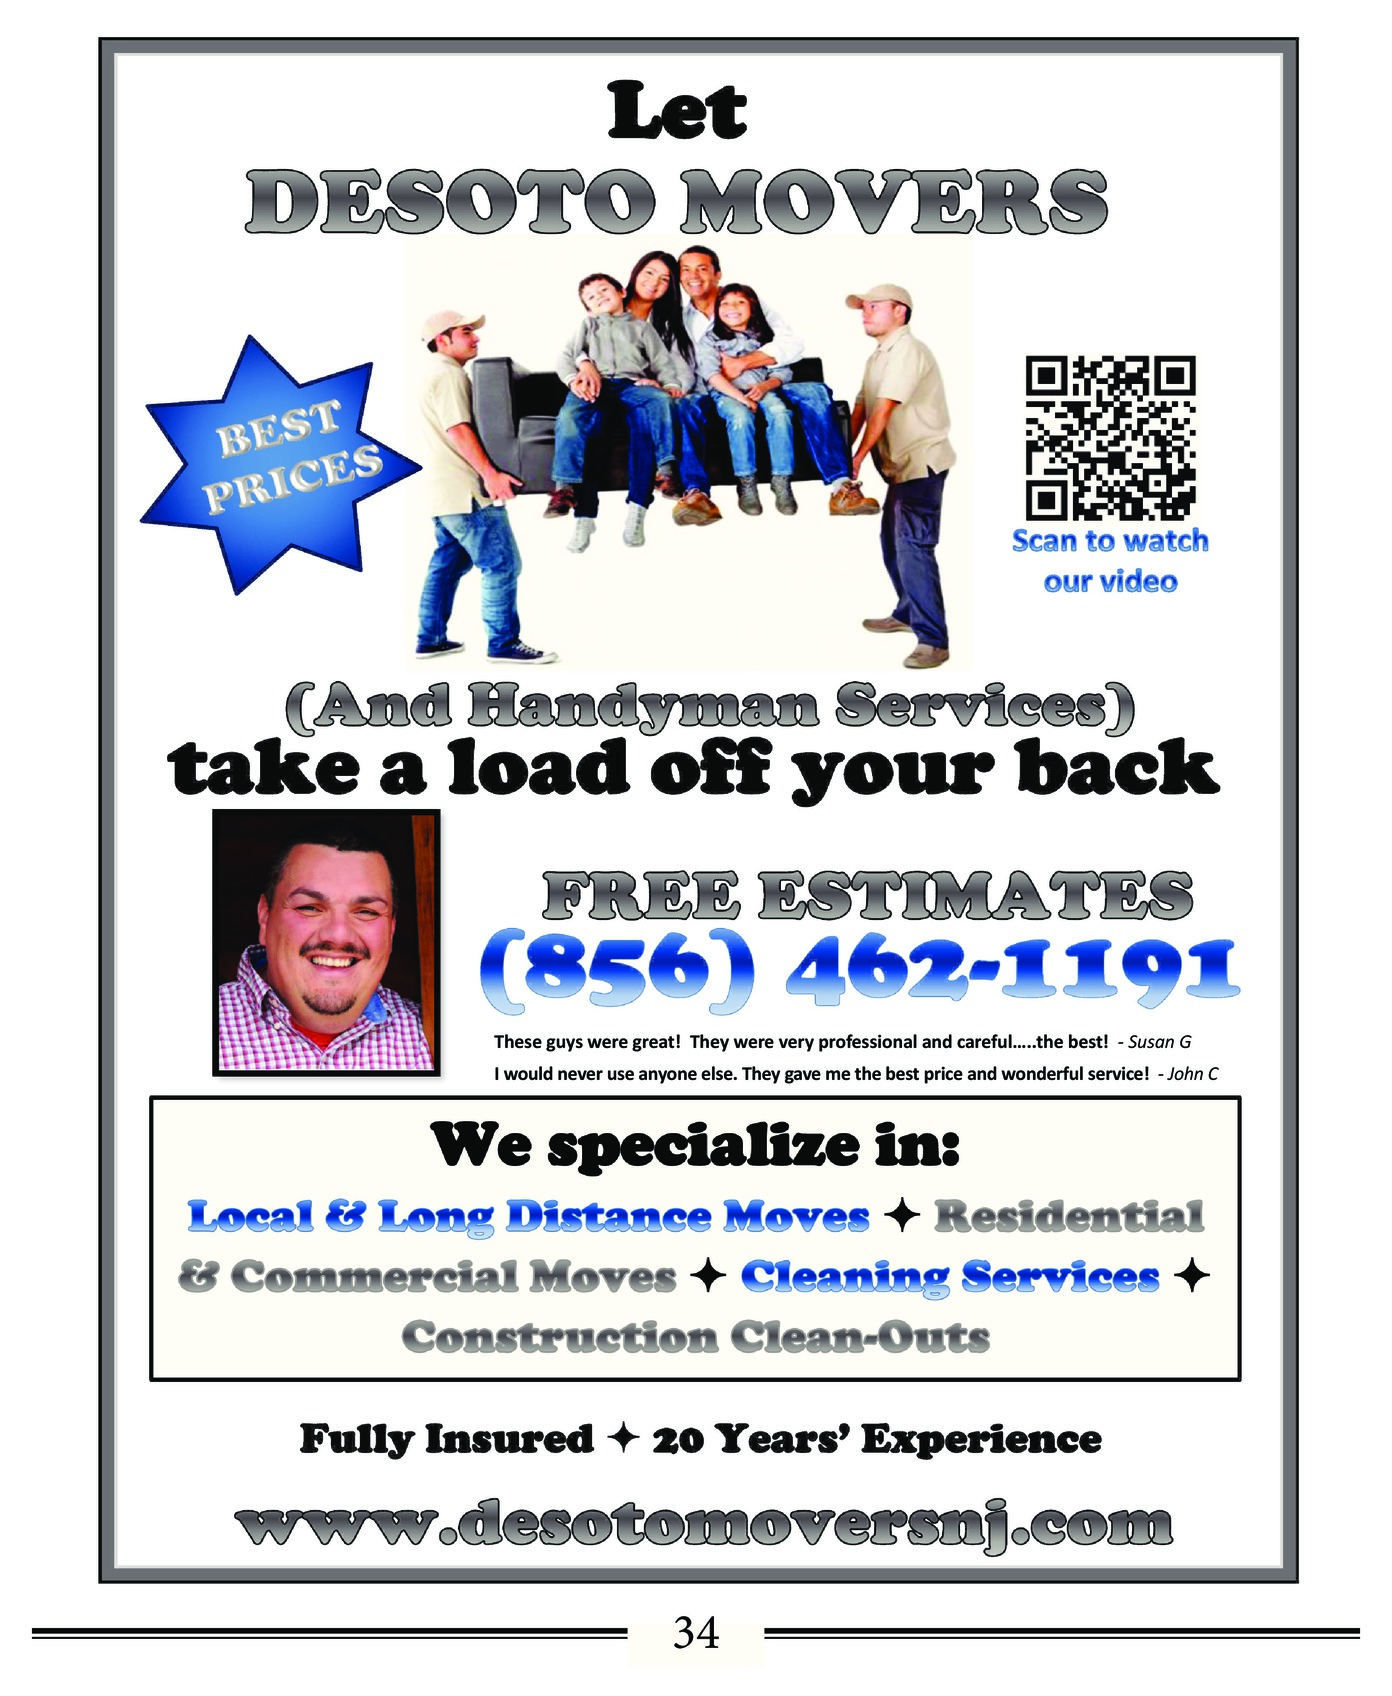 Let
DESOTO MOVERS
BEST
PRICES
Scan to watch
our video
(And Handyman Services)
take a load off your back
FREE ESTIMATES
(856) 462-1191
These guys were great!  They were very professional and careful…..the best!  - Susan G
I would never use anyone else. They gave me the best price and wonderful service!  - John C
We specialize in:
Local & Long Distance Moves ✦ Residential
& Commercial Moves ✦ Cleaning Services ✦
Construction Clean-Outs
Fully Insured ✦ 20 Years’ Experience
www.desotomoversnj.com
34